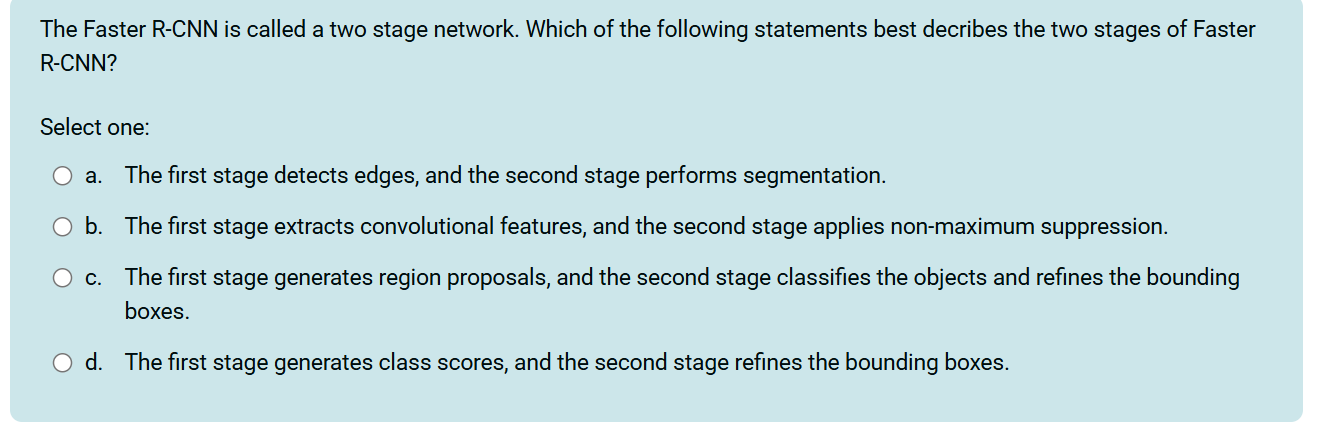 The Faster R-CNN is called a two stage network. Which of the following statements best decribes the two stages of Faster
R-CNN?
Select one:
a. The first stage detects edges, and the second stage performs segmentation.
b. The first stage extracts convolutional features, and the second stage applies non-maximum suppression.
c. The first stage generates region proposals, and the second stage classifies the objects and refines the bounding
boxes.
d. The first stage generates class scores, and the second stage refines the bounding boxes.